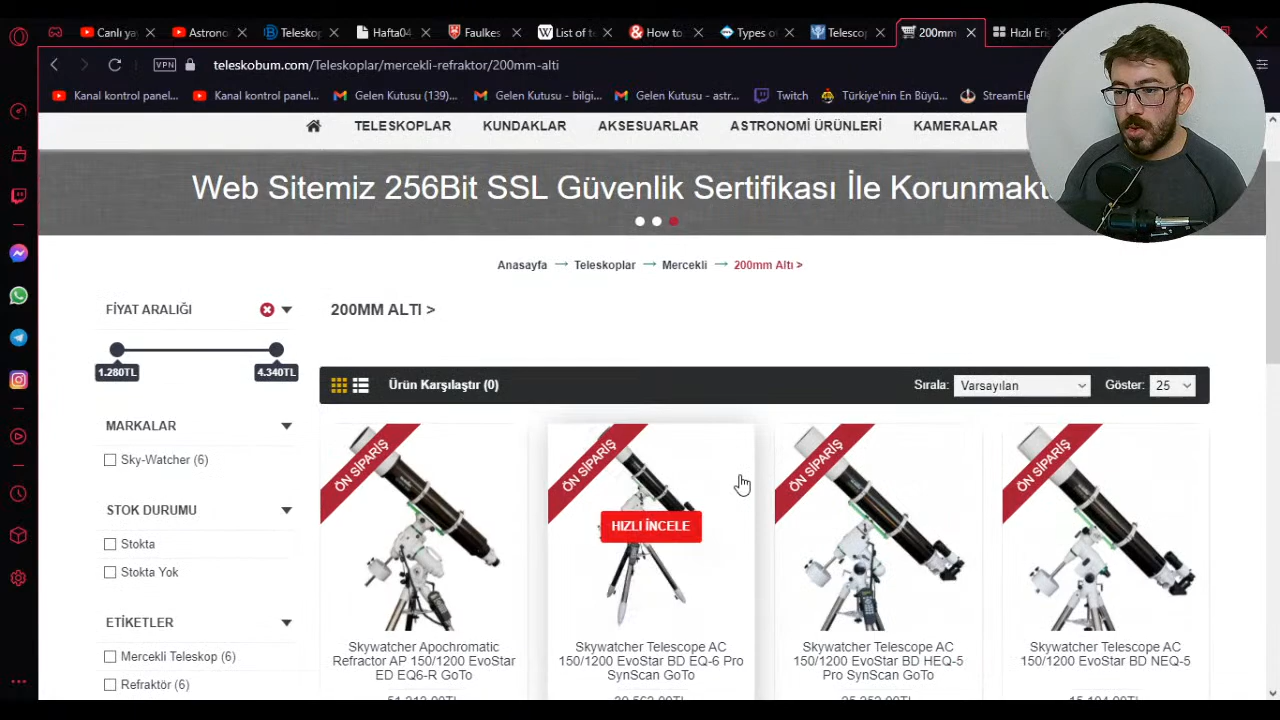 Canlı ya
Astrono
Teleskop
Hafta04
Faulkes
List of te
How to
Types o
Telescop
200mm
Hızlı Eri
VPN
teleskobum.com/Teleskoplar/mercekli-refraktor/200mm-alti
Kanal kontrol panel...
Kanal kontrol panel...
Gelen Kutusu (139)...
Gelen Kutusu - bilgi...
Gelen Kutusu - astr...
Twitch
Türkiye'nin En Büyü...
StreamEle
TELESKOPLAR
KUNDAKLAR
AKSESUARLAR
ASTRONOMİ ÜRÜNLERİ
KAMERALAR
Web Sitemiz 256Bit SSL Güvenlik Sertifikası İle Korunmakt
Anasayfa → Teleskoplar → Mercekli → 200mm Altı >
FİYAT ARALIĞI
1.280TL
4.340TL
MARKALAR
Sky-Watcher (6)
STOK DURUMU
Stokta
Stokta Yok
ETİKETLER
Mercekli Teleskop (6)
Refraktör (6)
200MM ALTI >
Ürün Karşılaştır (0)
Sırala:
Varsayılan
Göster:
25
ÖN SİPARİŞ
Skywatcher Apochromatic
Refractor AP 150/1200 EvoStar
ED EQ6-R GoTo
ÖN SİPARİŞ
HIZLI İNCELE
Skywatcher Telescope AC
150/1200 EvoStar BD EQ-6 Pro
SynScan GoTo
ÖN SİPARİŞ
Skywatcher Telescope AC
150/1200 EvoStar BD HEQ-5
Pro SynScan GoTo
ÖN SİPARİŞ
Skywatcher Telescope AC
150/1200 EvoStar BD NEQ-5